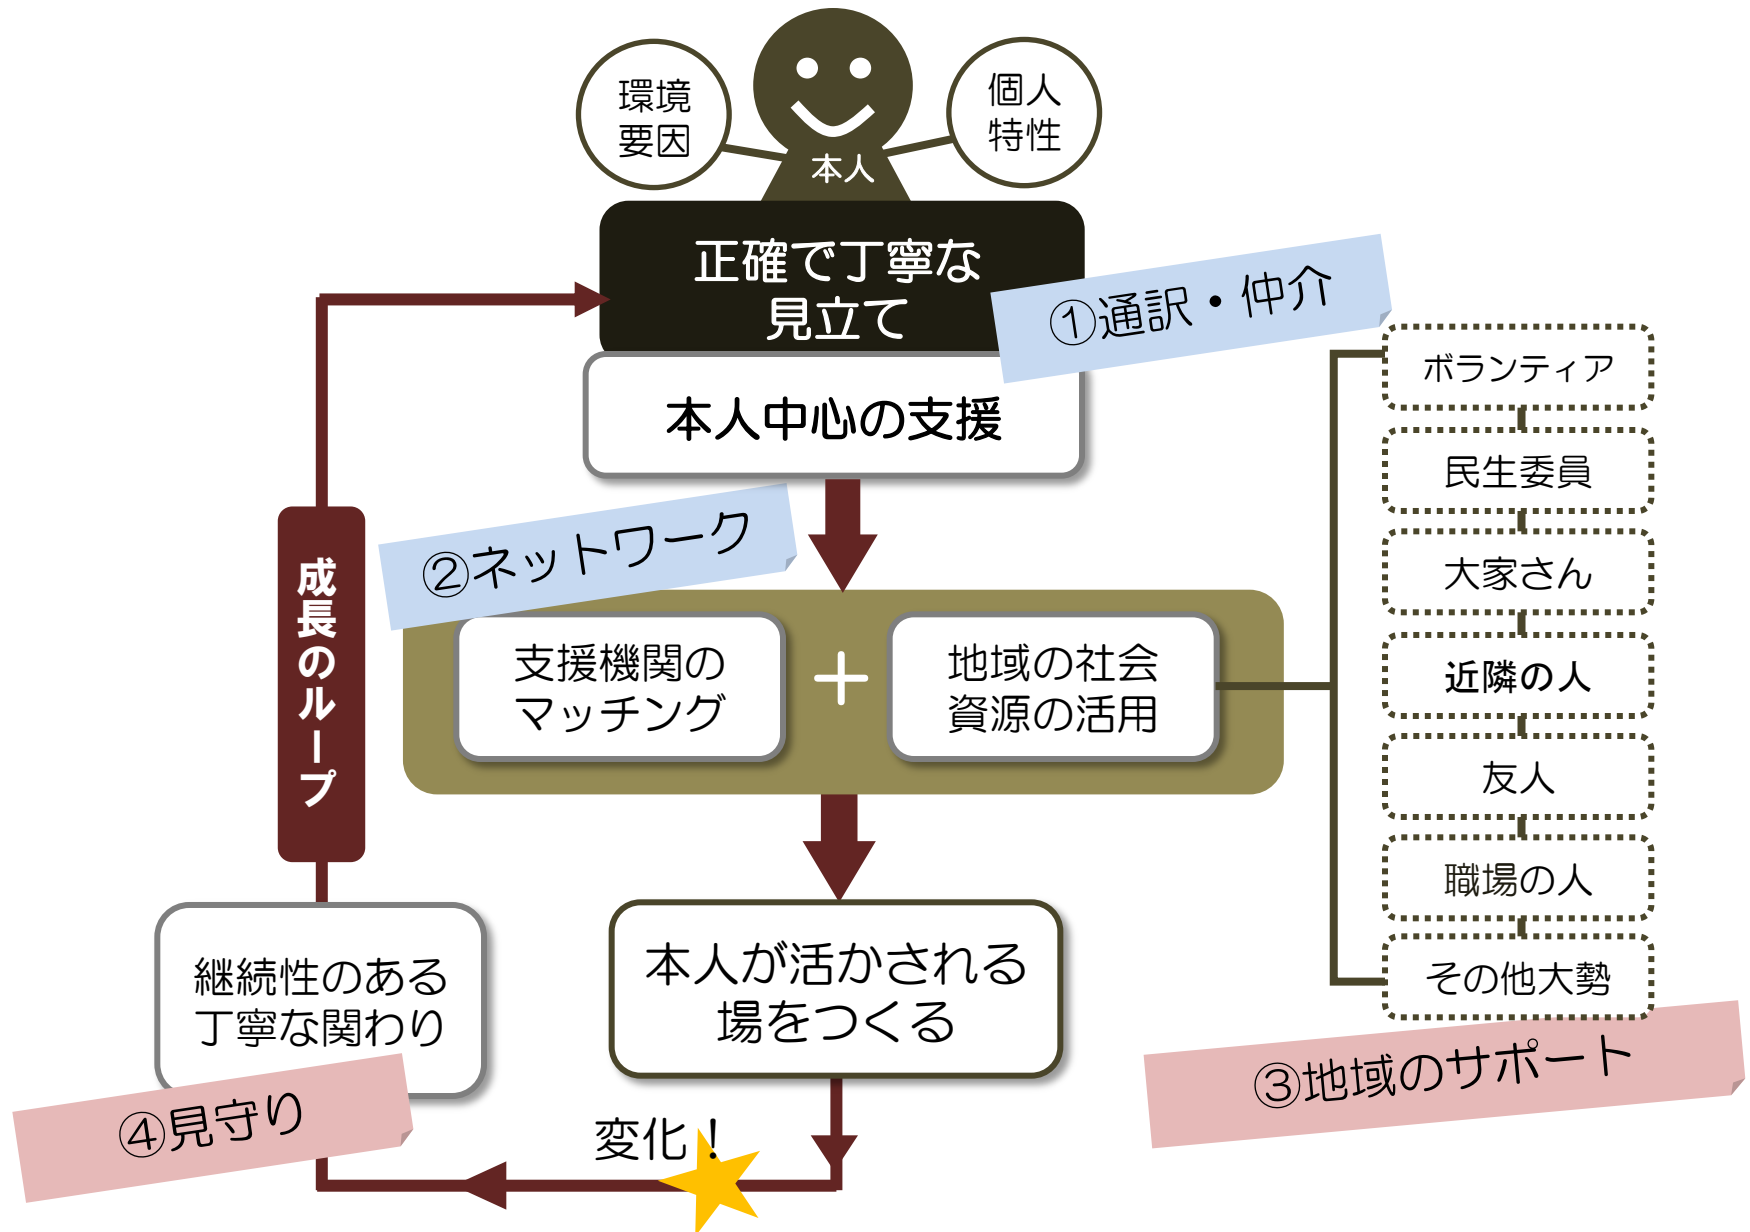 環境
要因
個人
特性
本人
正確で丁寧な
見立て
①通訳・仲介
本人中心の支援
②ネットワーク
支援機関の
マッチング
＋
地域の社会
資源の活用
ボランティア
民生委員
大家さん
近隣の人
友人
職場の人
その他大勢
③地域のサポート
成長のループ
本人が活かされる
場をつくる
継続性のある
丁寧な関わり
④見守り
変化！